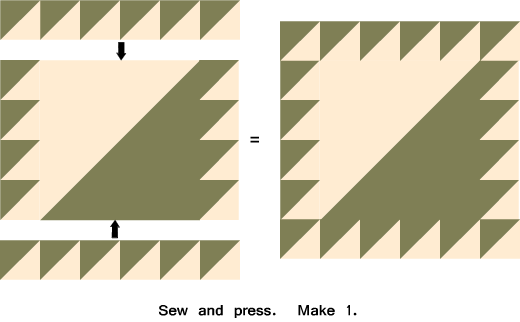 =
Sew and press. Make 1.